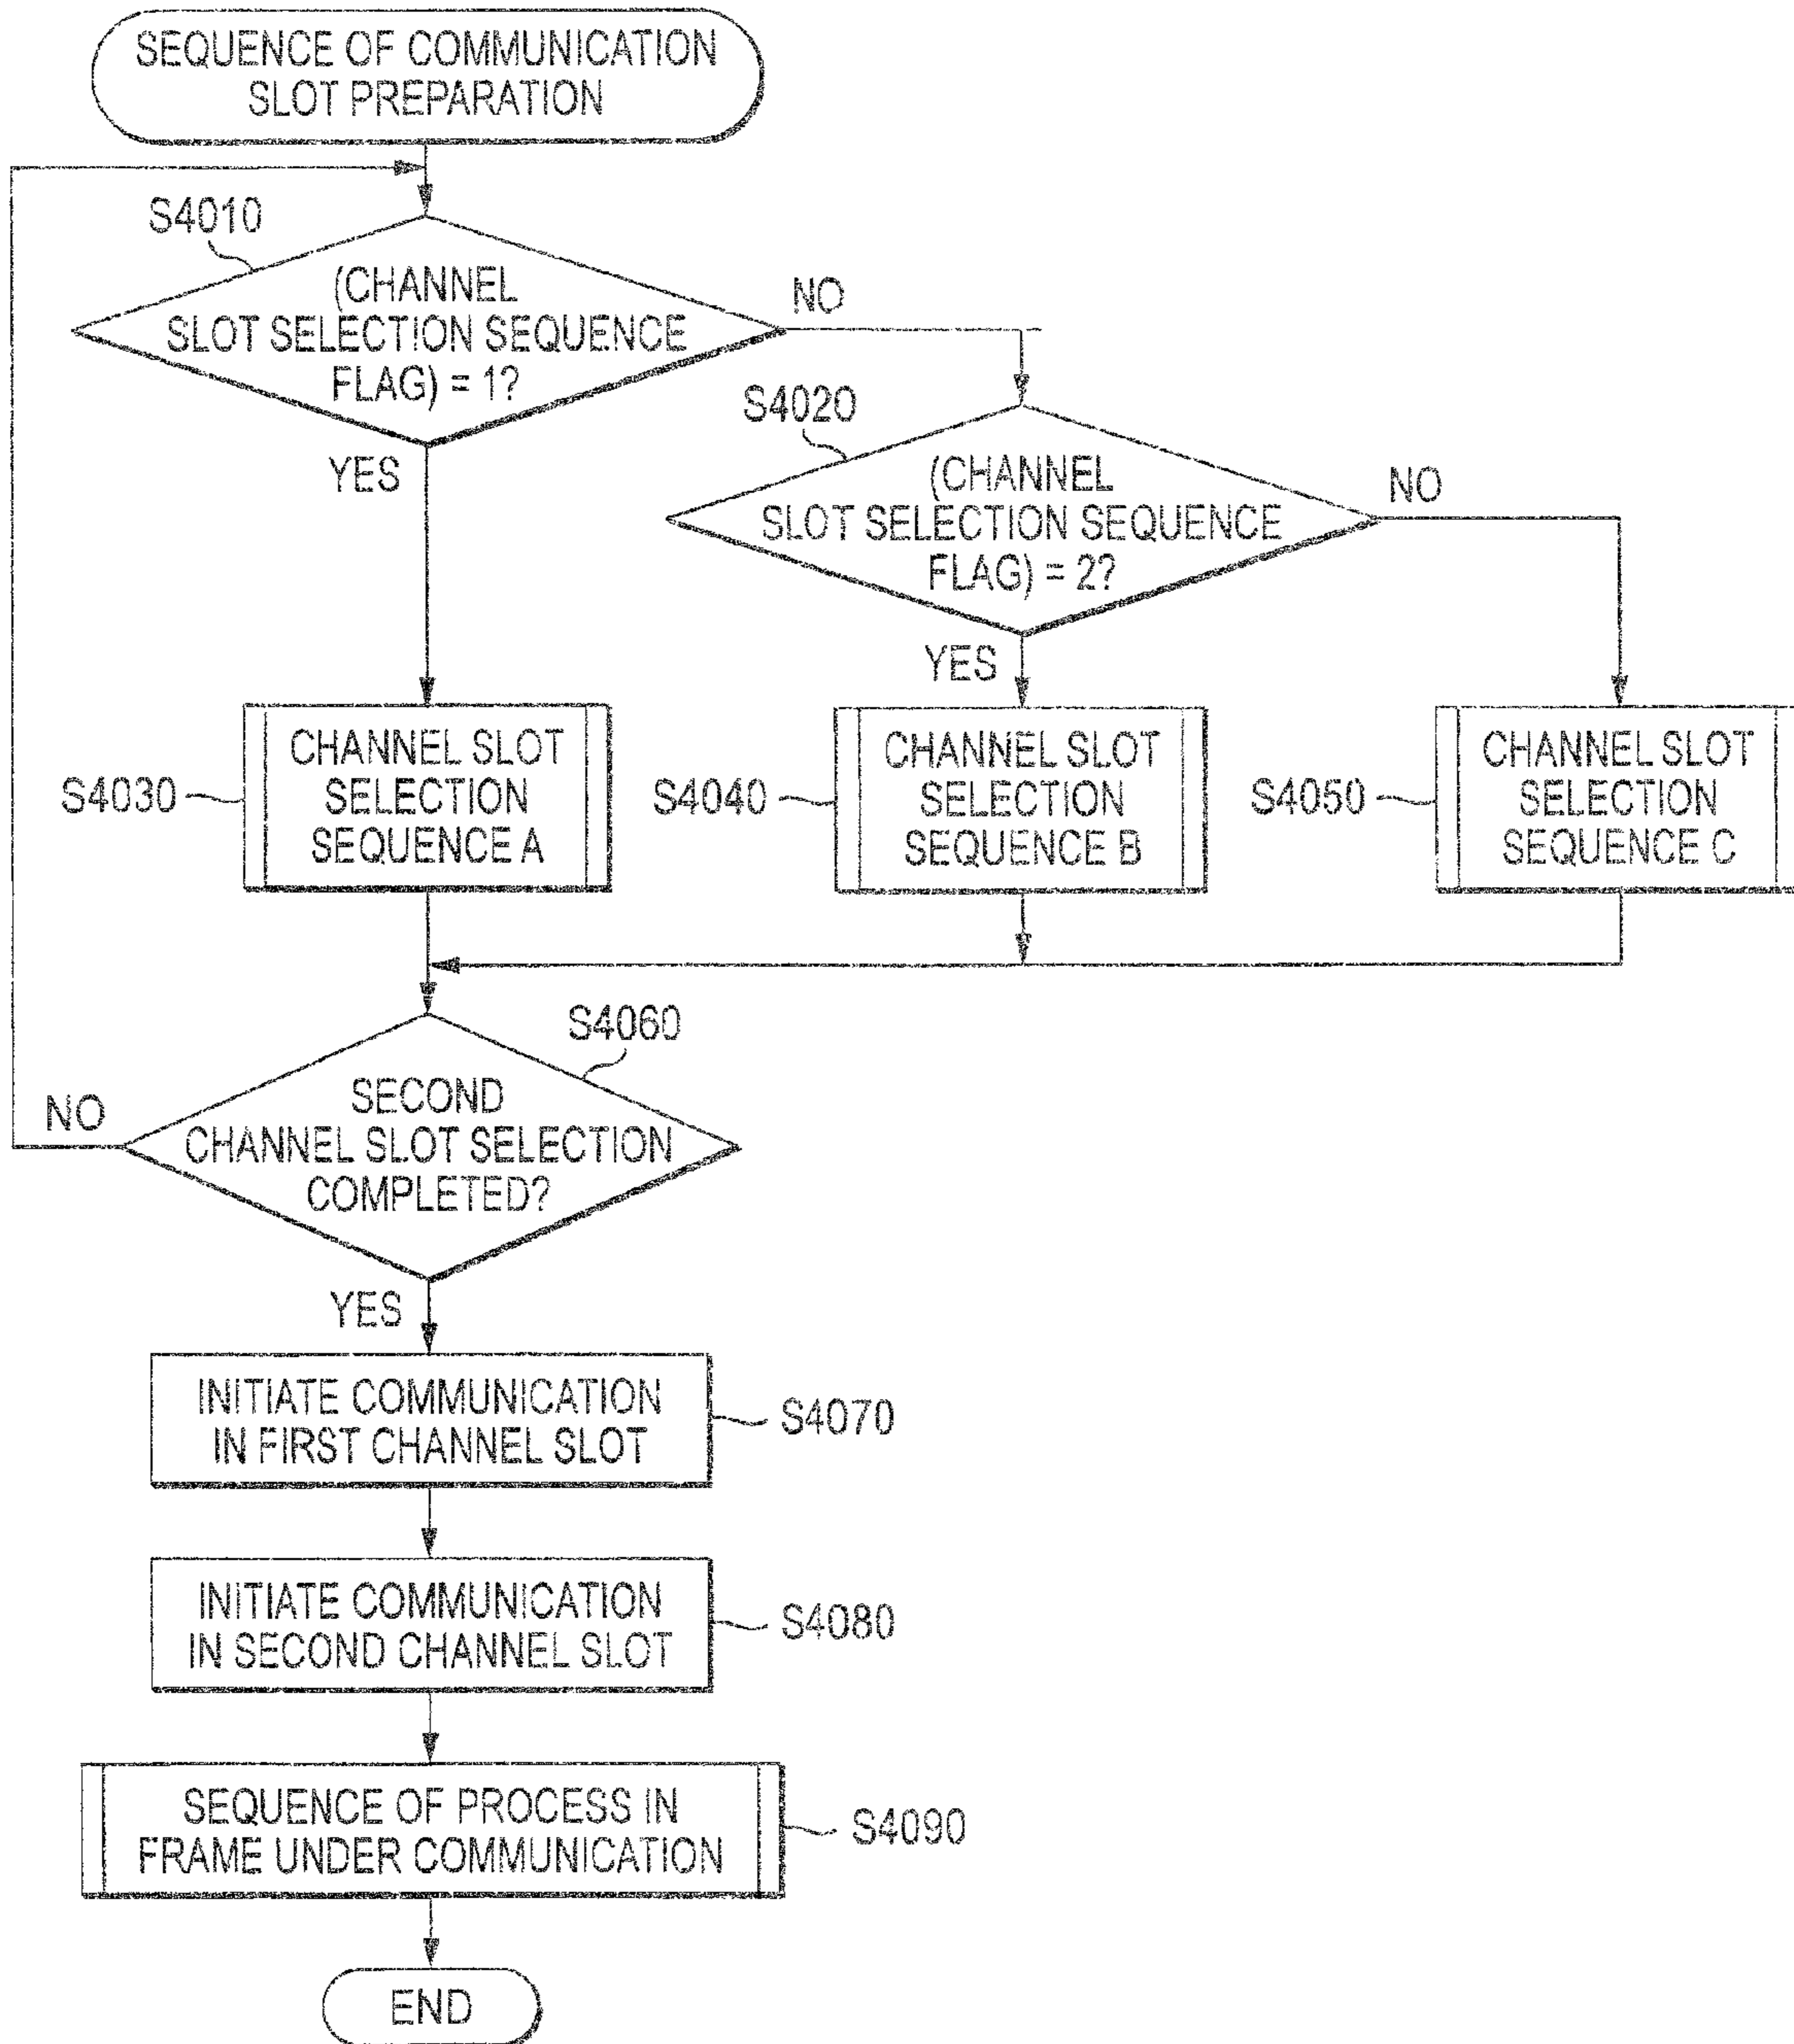 SEQUENCE OF COMMUNICATION
SLOT PREPARATION
S4010
(CHANNEL
SLOT SELECTION SEQUENCE
FLAG) = 1?
NO
YES
S4020
(CHANNEL
SLOT SELECTION SEQUENCE
FLAG) = 2?
NO
YES
S4030
CHANNEL SLOT
SELECTION
SEQUENCE A
S4040
CHANNEL SLOT
SELECTION
SEQUENCE B
S4050
CHANNEL SLOT
SELECTION
SEQUENCE C
S4060
SECOND
CHANNEL SLOT SELECTION
COMPLETED?
NO
YES
INITIATE COMMUNICATION
IN FIRST CHANNEL SLOT
S4070
INITIATE COMMUNICATION
IN SECOND CHANNEL SLOT
S4080
SEQUENCE OF PROCESS IN
FRAME UNDER COMMUNICATION
S4090
END